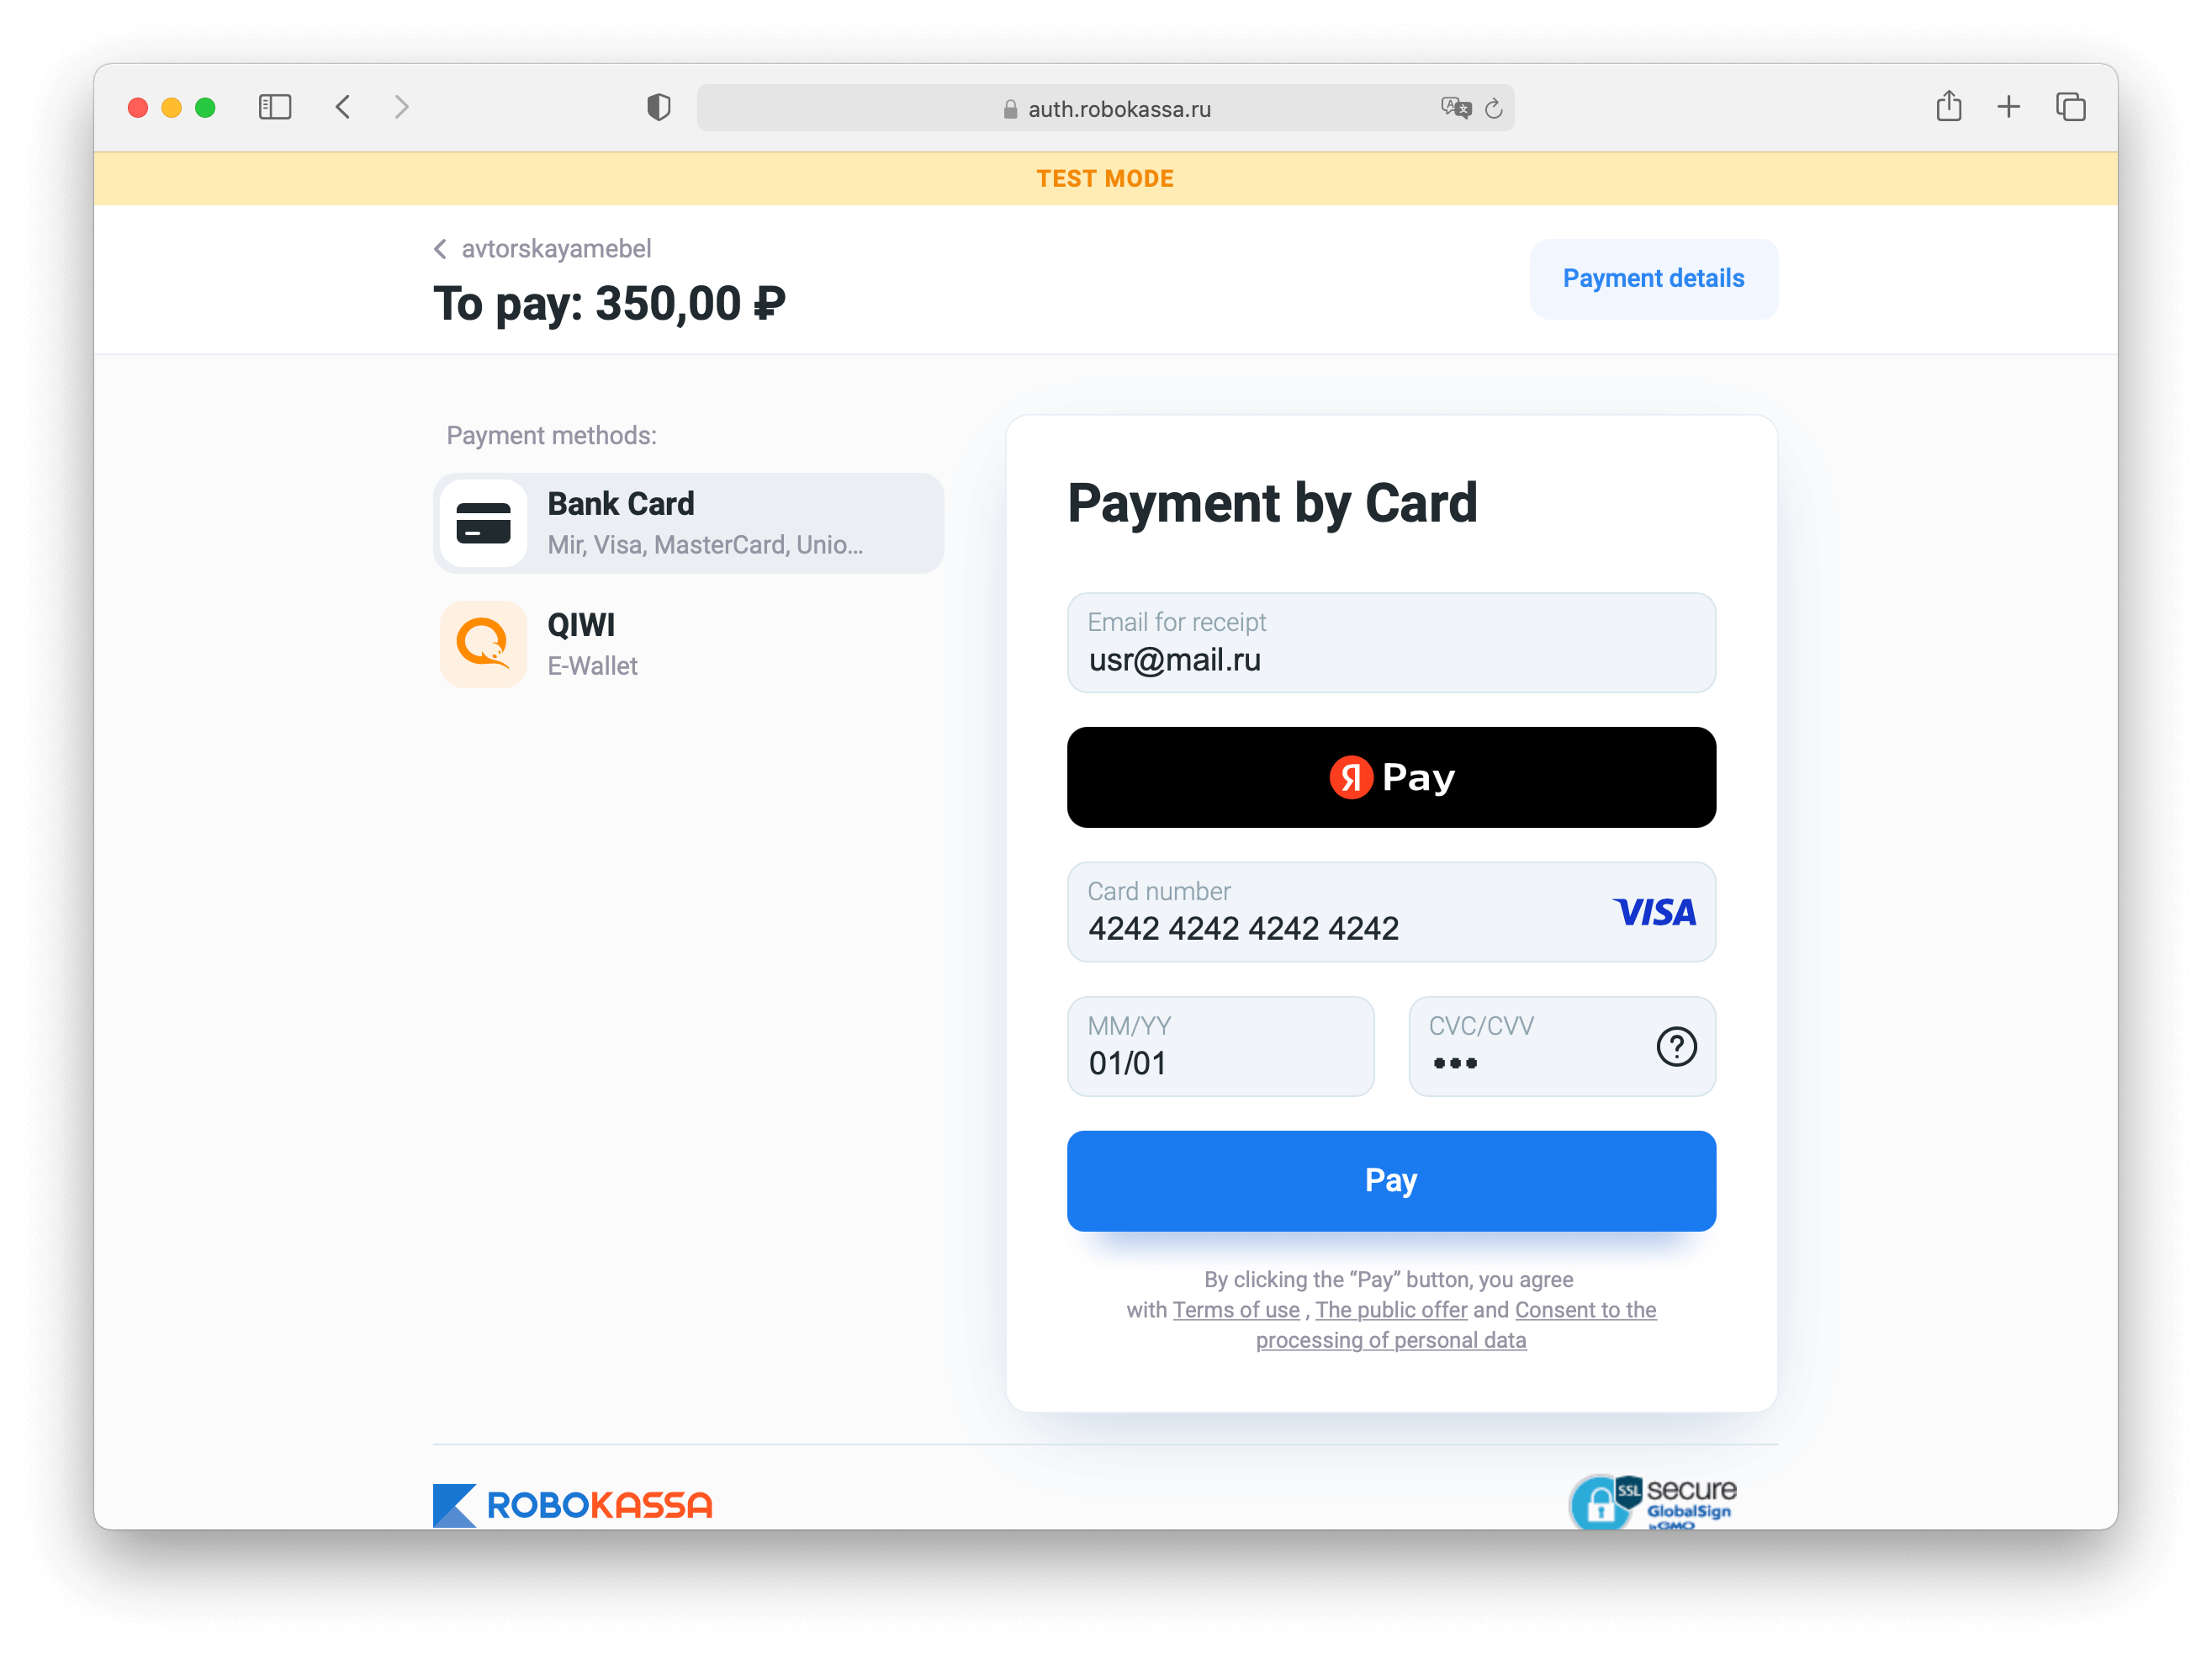 auth.robokassa.ru
TEST MODE
avtorskayamebel
To pay: 350,00 ₽
Payment details
Payment methods:
Bank Card
Mir, Visa, MasterCard, Unio...
QIWI
E-Wallet
Payment by Card
Email for receipt
usr@mail.ru
Я Pay
Card number
4242 4242 4242 4242
VISA
MM/YY
01/01
CVC/CVV
•••
?
Pay
By clicking the “Pay” button, you agree
with Terms of use , The public offer and Consent to the
processing of personal data
ROBOKASSA
SSL
secure
GlobalSign
by GMO